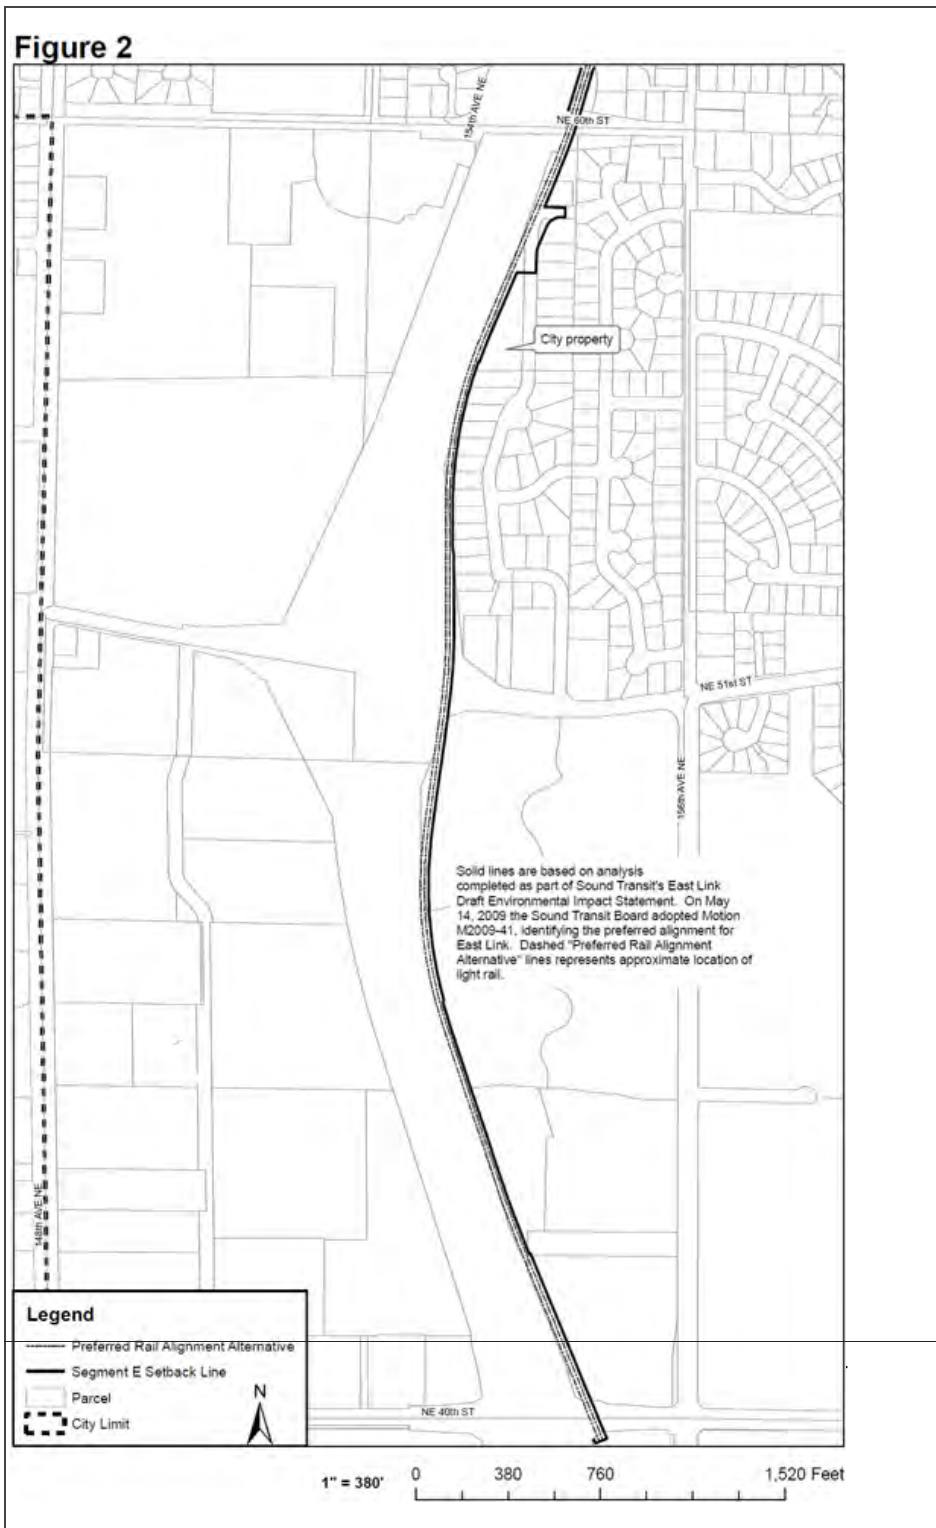 Figure 2
154th AVE NE
NE 60th ST
City property
NE 51st ST
156th AVE NE
Solid lines are based on analysis
completed as part of Sound Transit's East Link
Draft Environmental Impact Statement. On May
14, 2009 the Sound Transit Board adopted Motion
M2009-41, identifying the preferred alignment for
East Link. Dashed "Preferred Rail Alignment
Alternative" lines represents approximate location of
light rail.
148th AVE NE
Legend
Preferred Rail Alignment Alternative
Segment E Setback Line
Parcel
City Limit
N
NE 40th ST
1" = 380'
0 380 760 1,520 Feet